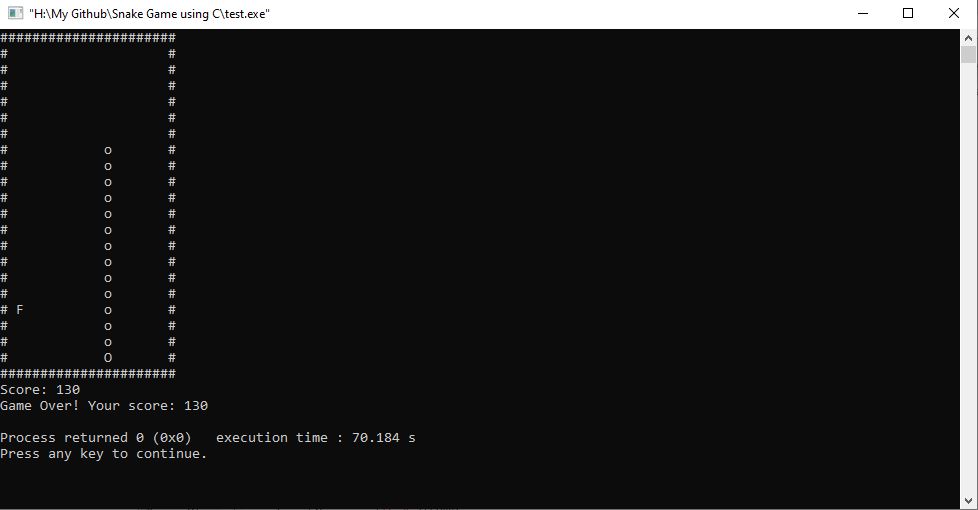 "H:\My Github\Snake Game using C\test.exe"
######################
#                    #
#                    #
#                    #
#                    #
#                    #
#                    #
#            o       #
#            o       #
#            o       #
#            o       #
#            o       #
#            o       #
#            o       #
#            o       #
#            o       #
#            o       #
# F          o       #
#            o       #
#            o       #
#            O       #
######################
Score: 130
Game Over! Your score: 130
Process returned 0 (0x0)   execution time : 70.184 s
Press any key to continue.